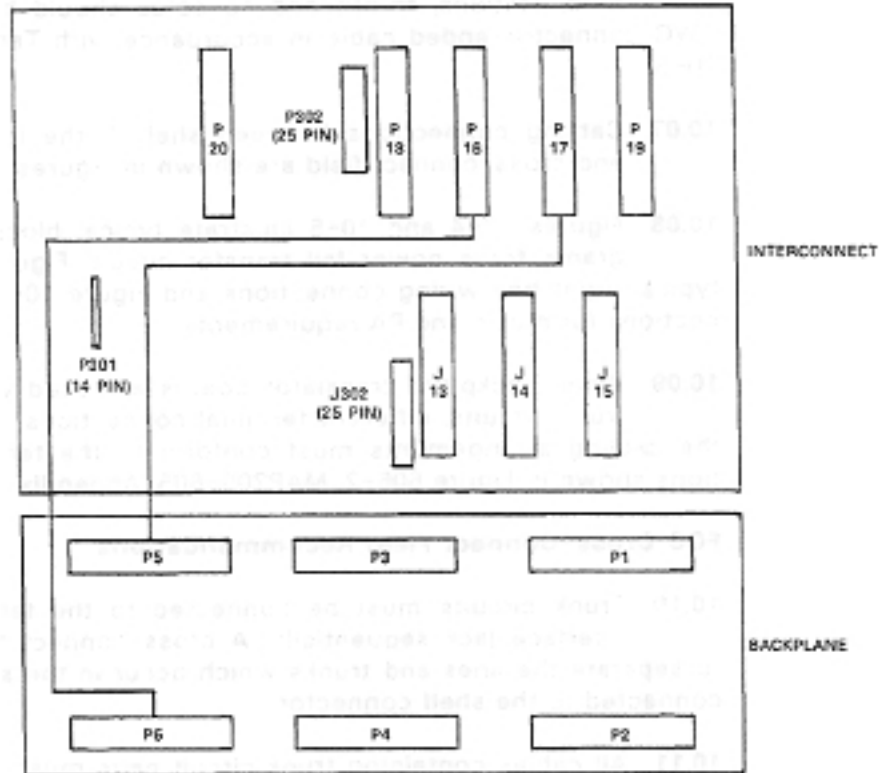 P
20
P302
(25 PIN)
P
18
P
16
P
17
P
19
INTERCONNECT
P301
(14 PIN)
J302
(25 PIN)
J
13
J
14
J
15
P5
P3
P1
BACKPLANE
P6
P4
P2